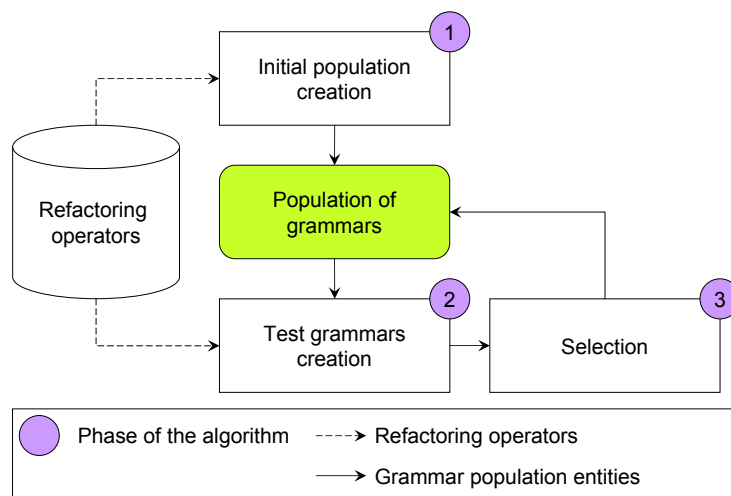 1
Initial population
creation
Refactoring
operators
Population of
grammars
2
Test grammars
creation
3
Selection
Phase of the algorithm
Refactoring operators
Grammar population entities